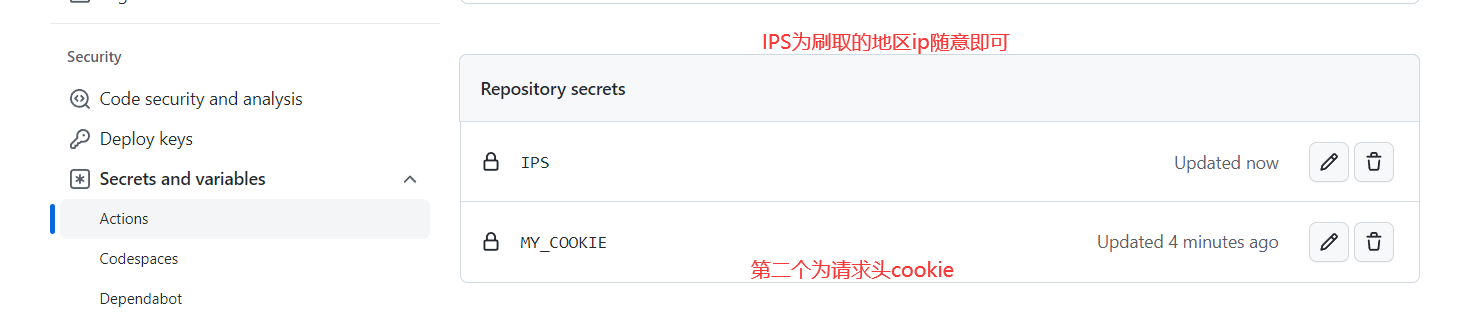 Security
Code security and analysis
Deploy keys
Secrets and variables
Actions
Codespaces
Dependabot
IPS为刷取的地区ip随意即可
Repository secrets
IPS Updated now
MY_COOKIE Updated 4 minutes ago
第二个为请求头cookie